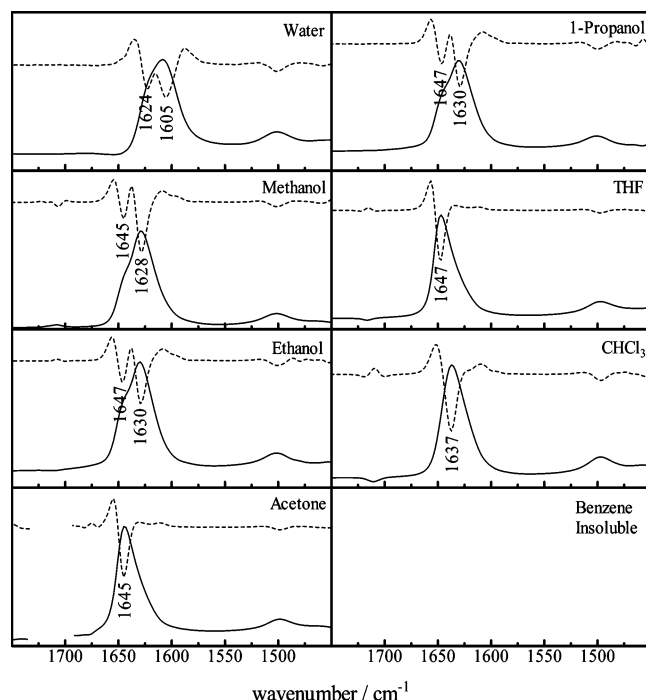 Water
1624
1605
1-Propanol
1647
1630
Methanol
1645
1628
THF
1647
Ethanol
1647
1630
CHCl₃
1637
Acetone
1645
Benzene
Insoluble
1700 1650 1600 1550 1500 1700 1650 1600 1550 1500
wavenumber / cm⁻¹